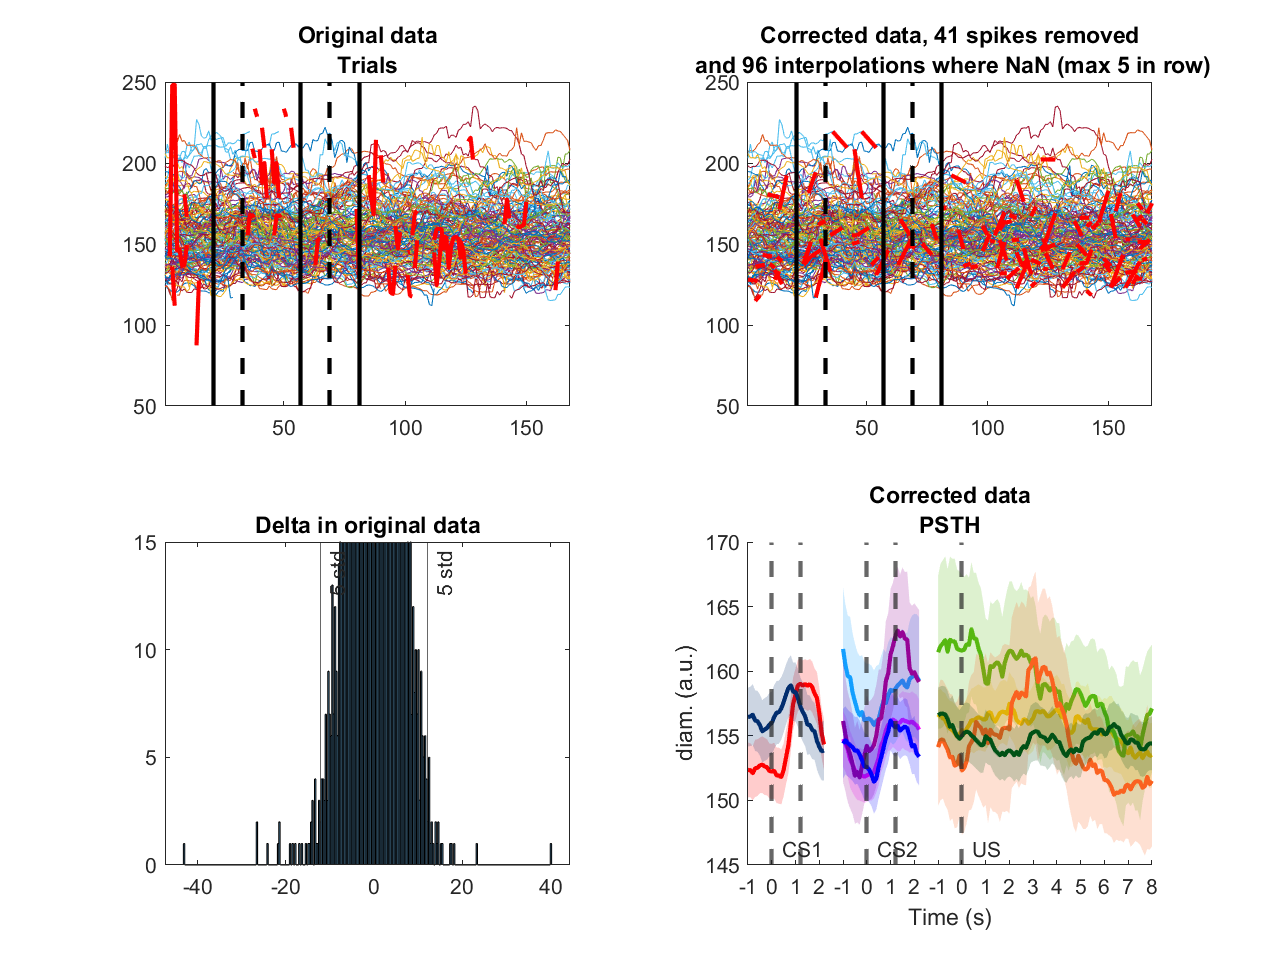 Original data
Trials
250
200
150
100
50
50
100
150
Corrected data, 41 spikes removed
and 96 interpolations where NaN (max 5 in row)
250
200
150
100
50
50
100
150
Delta in original data
15
10
5
0
5 std
5 std
-40
-20
0
20
40
Corrected data
PSTH
170
165
160
155
150
145
diam. (a.u.)
CS1
CS2
US
-1 0 1 2 -1 0 1 2 -1 0 1 2 3 4 5 6 7 8
Time (s)